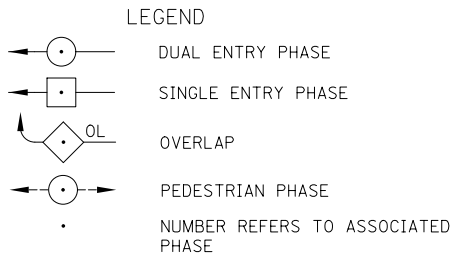 LEGEND
DUAL ENTRY PHASE
SINGLE ENTRY PHASE
OL
OVERLAP
PEDESTRIAN PHASE
NUMBER REFERS TO ASSOCIATED
PHASE